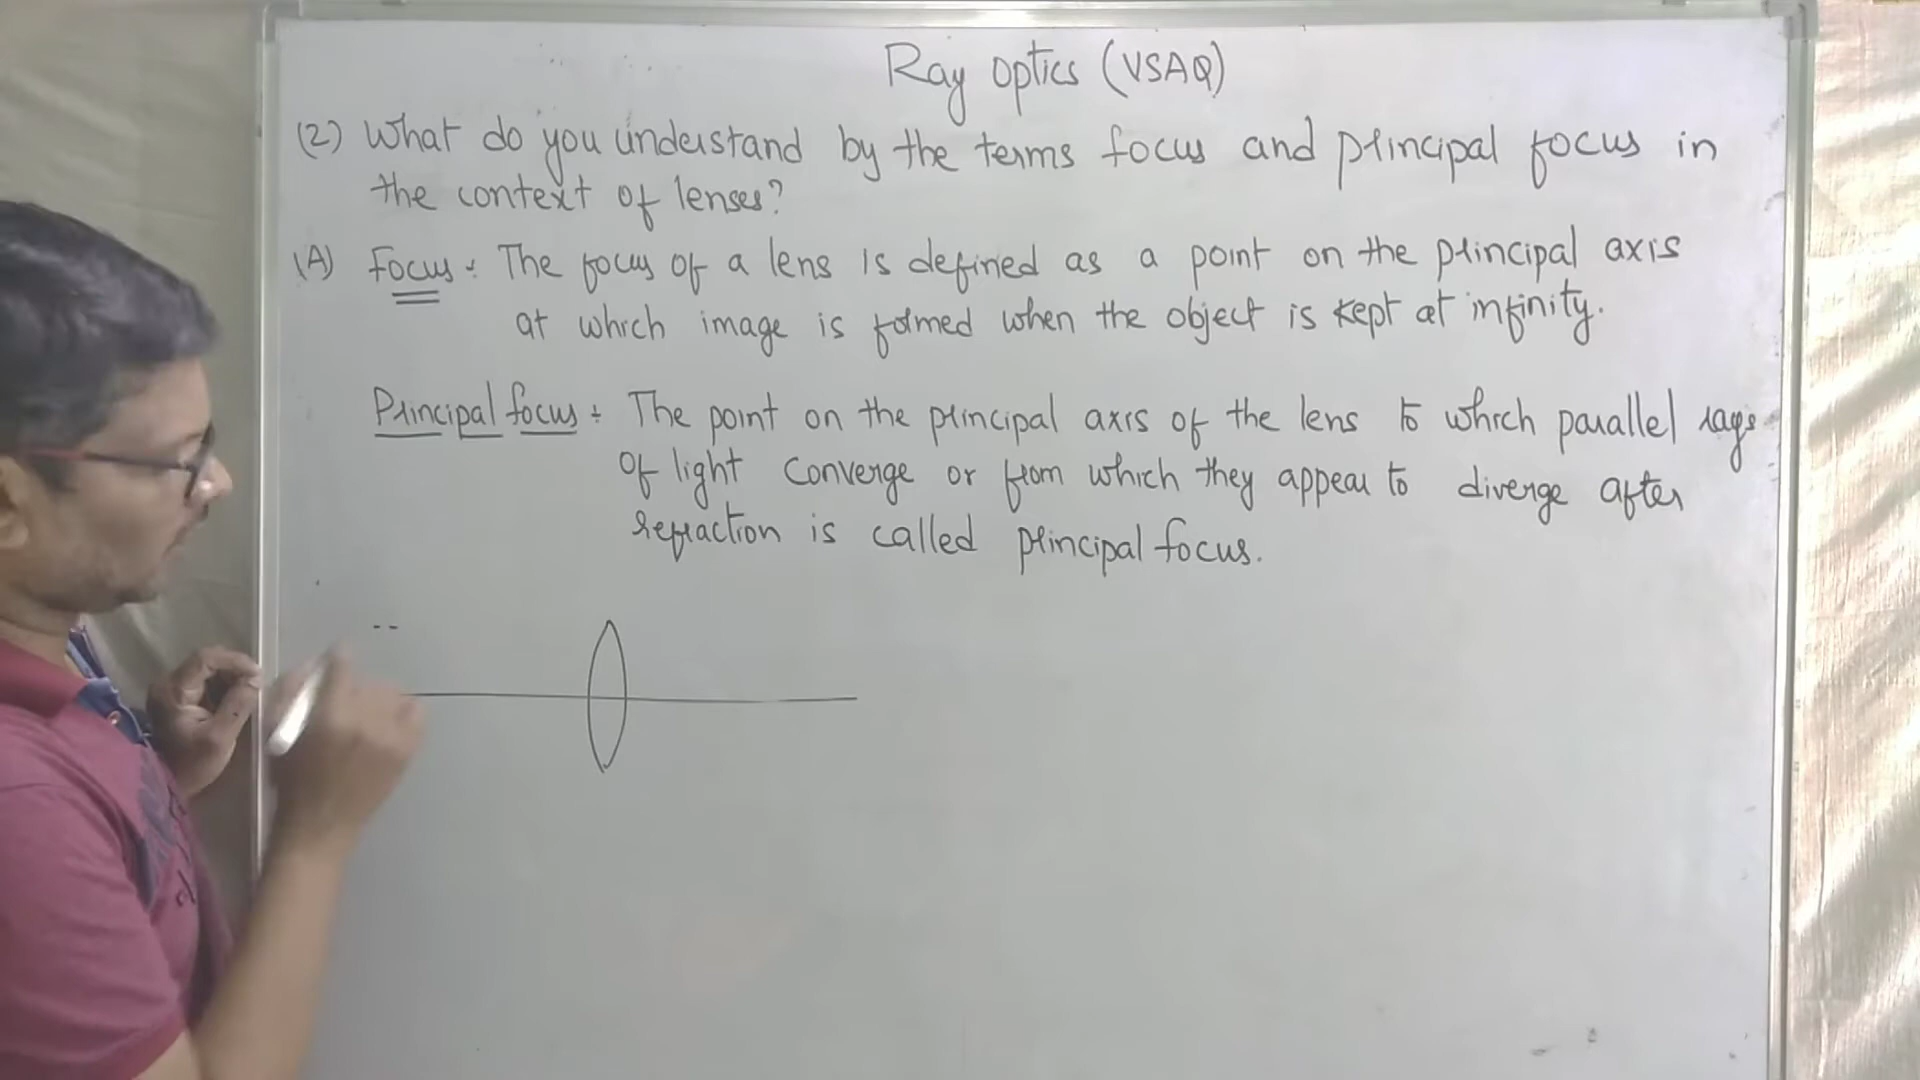 Ray Optics (VSAQ)
(2) What do you understand by the terms focus and principal focus in
the context of lenses?
(A) Focus : The focus of a lens is defined as a point on the principal axis
at which image is formed when the object is kept at infinity.
Principal focus : The point on the principal axis of the lens to which parallel rays
of light converge or from which they appear to diverge after
refraction is called principal focus.